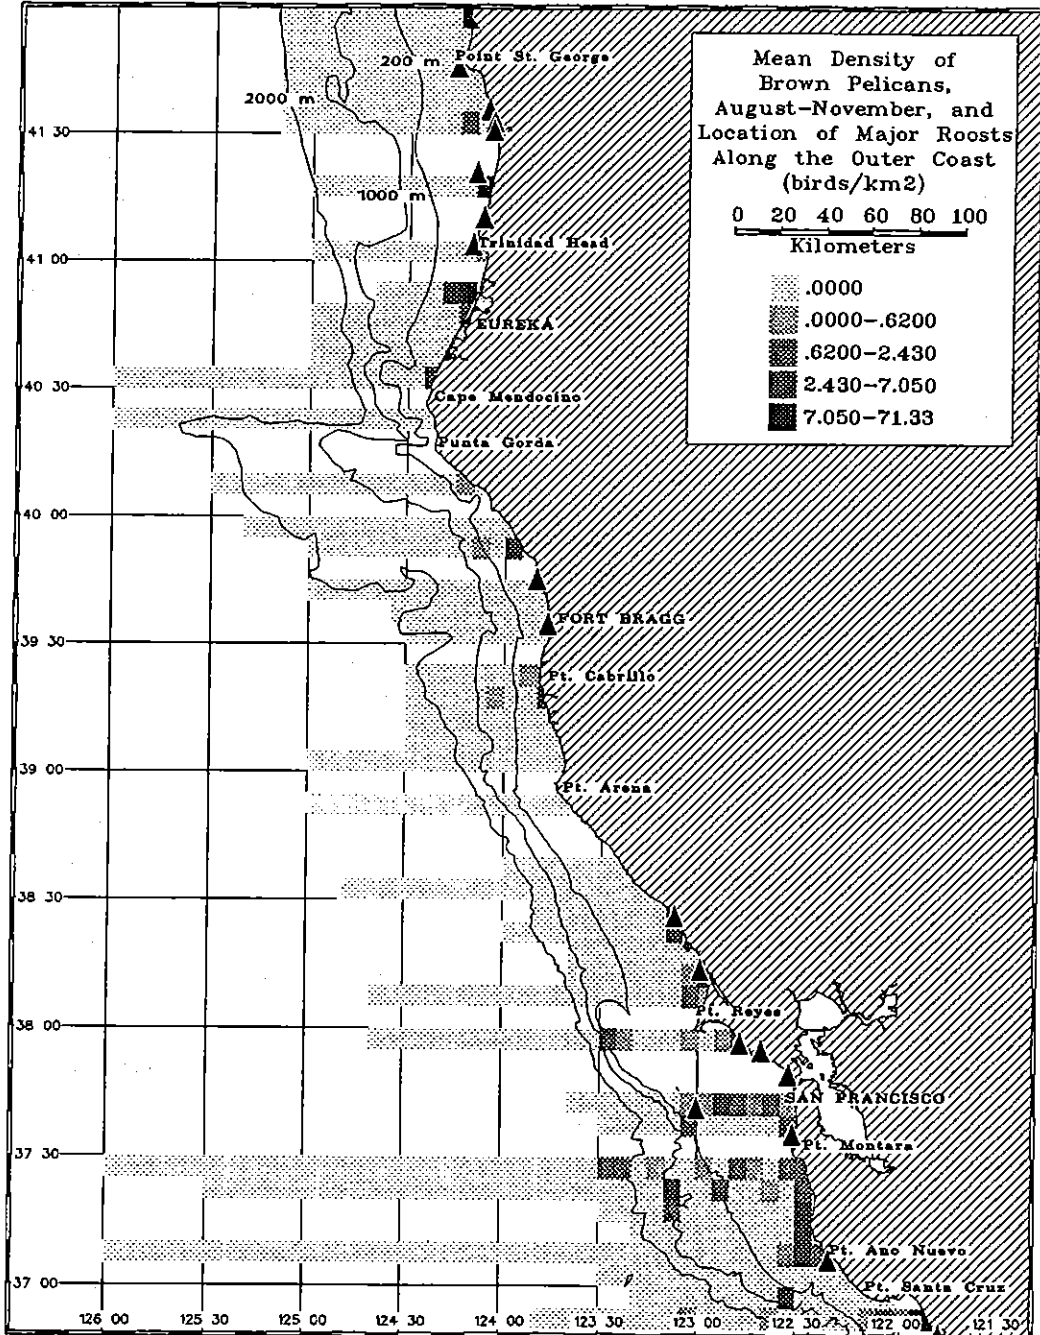 Mean Density of
Brown Pelicans,
August-November, and
Location of Major Roosts
Along the Outer Coast
(birds/km2)
0 20 40 60 80 100
Kilometers
.0000
.0000-.6200
.6200-2.430
2.430-7.050
7.050-71.33
Point St. George
200 m
2000 m
41 30
1000 m
Trinidad Head
41 00
EUREKA
40 30
Cape Mendocino
Punta Gorda
40 00
FORT BRAGG
39 30
Pt. Cabrillo
39 00
Pt. Arena
38 30
Pt. Reyes
38 00
SAN FRANCISCO
Pt. Montara
37 30
Pt. Ano Nuevo
Pt. Santa Cruz
37 00
126 00 125 30 125 00 124 30 124 00 123 30 123 00 122 30 122 00 121 30